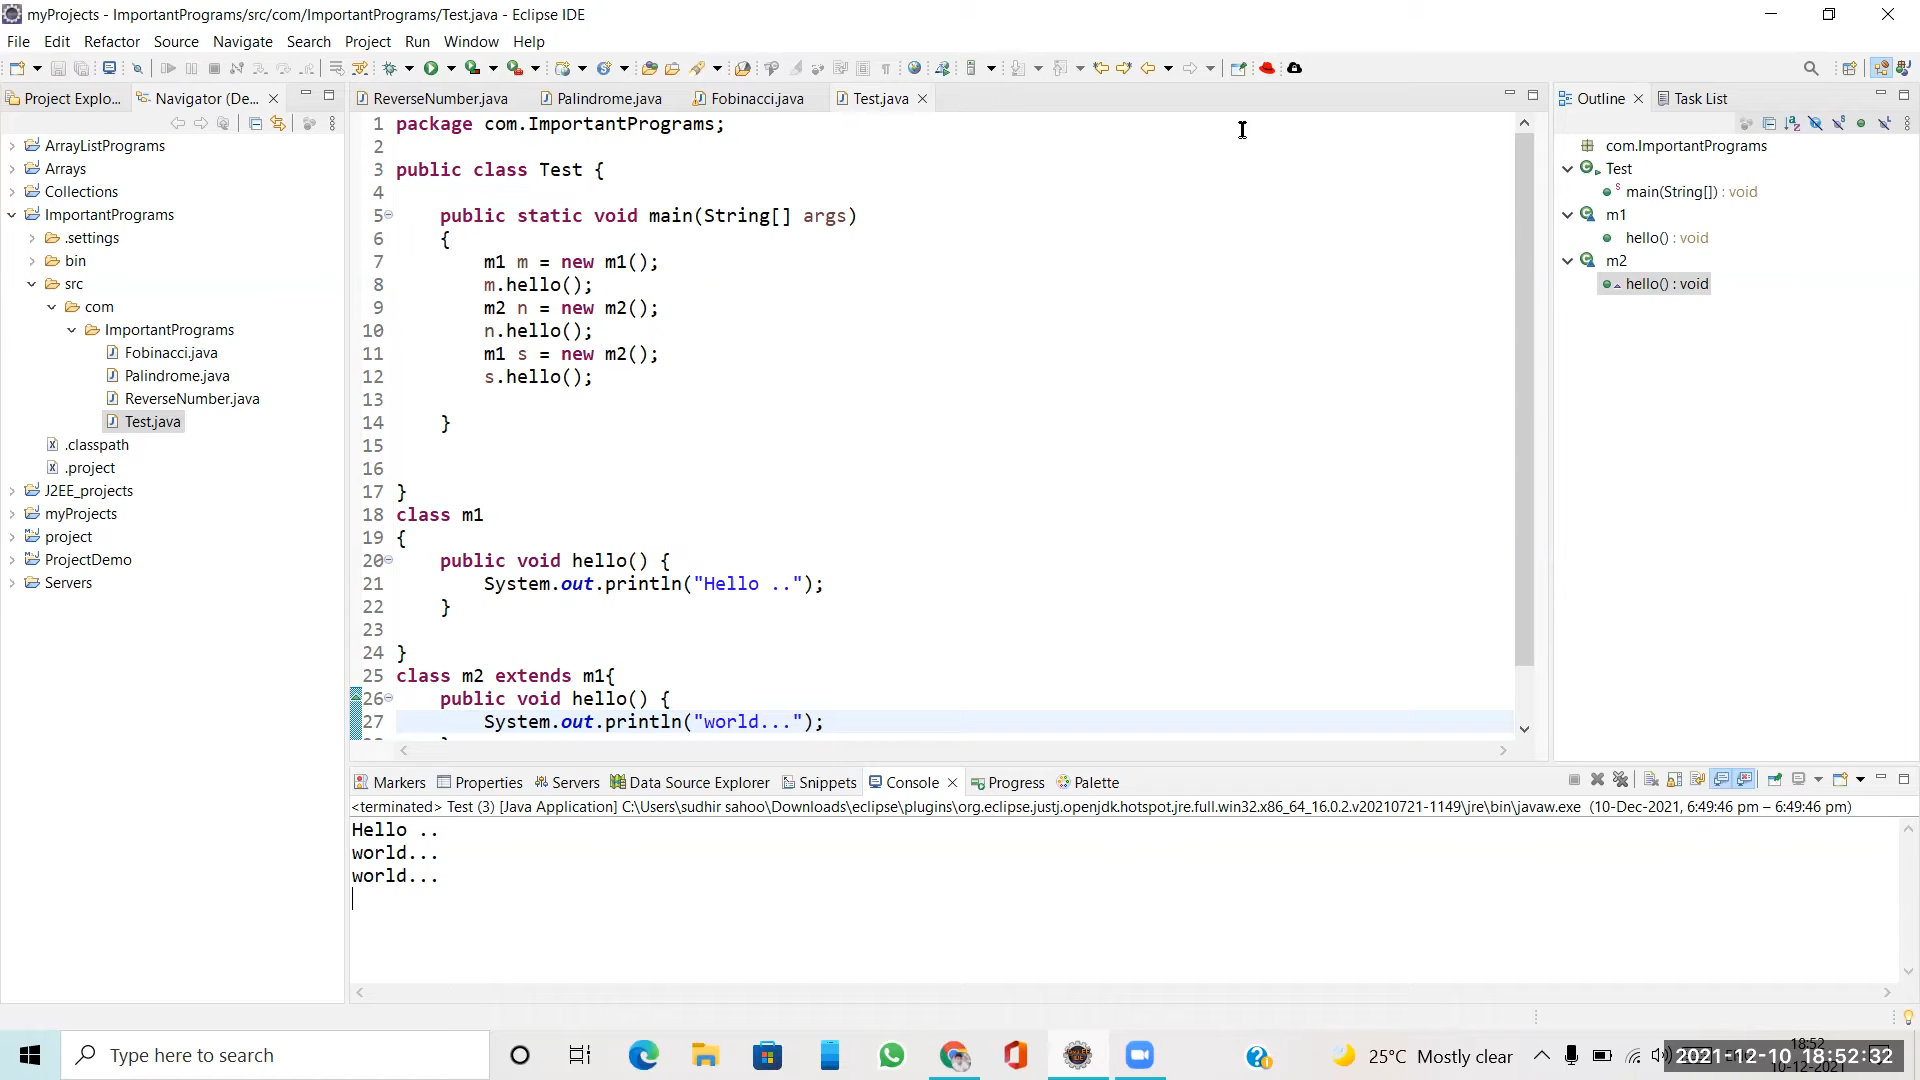 myProjects - ImportantPrograms/src/com/ImportantPrograms/Test.java - Eclipse IDE
File Edit Refactor Source Navigate Search Project Run Window Help
Project Explo... Navigator (De... ReverseNumber.java Palindrome.java Fobinacci.java Test.java Outline Task List
ArrayListPrograms
Arrays
Collections
ImportantPrograms
.settings
bin
src
com
ImportantPrograms
Fobinacci.java
Palindrome.java
ReverseNumber.java
Test.java
.classpath
.project
J2EE_projects
myProjects
project
ProjectDemo
Servers
1 package com.ImportantPrograms;
2
3 public class Test {
4
5 public static void main(String[] args)
6 {
7 m1 m = new m1();
8 m.hello();
9 m2 n = new m2();
10 n.hello();
11 m1 s = new m2();
12 s.hello();
13
14 }
15
16
17 }
18 class m1
19 {
20 public void hello() {
21 System.out.println("Hello ..");
22 }
23
24 }
25 class m2 extends m1{
26 public void hello() {
27 System.out.println("world...");
com.ImportantPrograms
Test
main(String[]) : void
m1
hello() : void
m2
hello() : void
Markers Properties Servers Data Source Explorer Snippets Console Progress Palette
<terminated> Test (3) [Java Application] C:\Users\sudhir sahoo\Downloads\eclipse\plugins\org.eclipse.justj.openjdk.hotspot.jre.full.win32.x86_64_16.0.2.v20210721-1149\jre\bin\javaw.exe (10-Dec-2021, 6:49:46 pm – 6:49:46 pm)
Hello ..
world...
world...
Type here to search
25°C Mostly clear
18:52
2021-12-10 18:52:32
10-12-2021